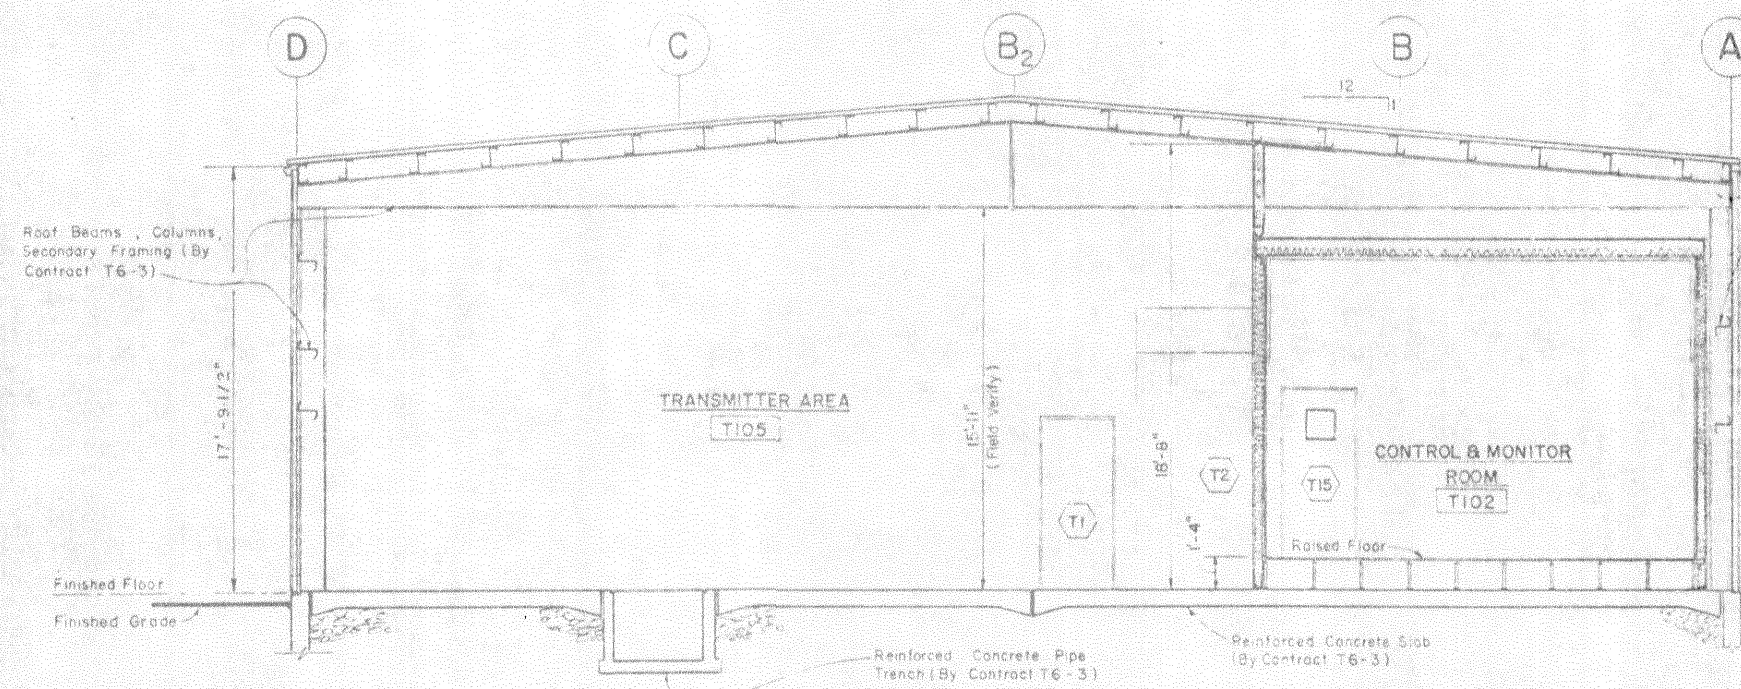 D
C
B2
B
A
12
1
Roof Beams , Columns,
Secondary Framing (By
Contract T6-3)
17'-9 1/2"
TRANSMITTER AREA
T105
15'-11"
(Field Verify)
T1
18'-8"
T2
1'-4"
T15
CONTROL & MONITOR
ROOM
T102
Raised Floor
Finished Floor
Finished Grade
Reinforced Concrete Pipe
Trench (By Contract T6-3)
Reinforced Concrete Slab
(By Contract T6-3)